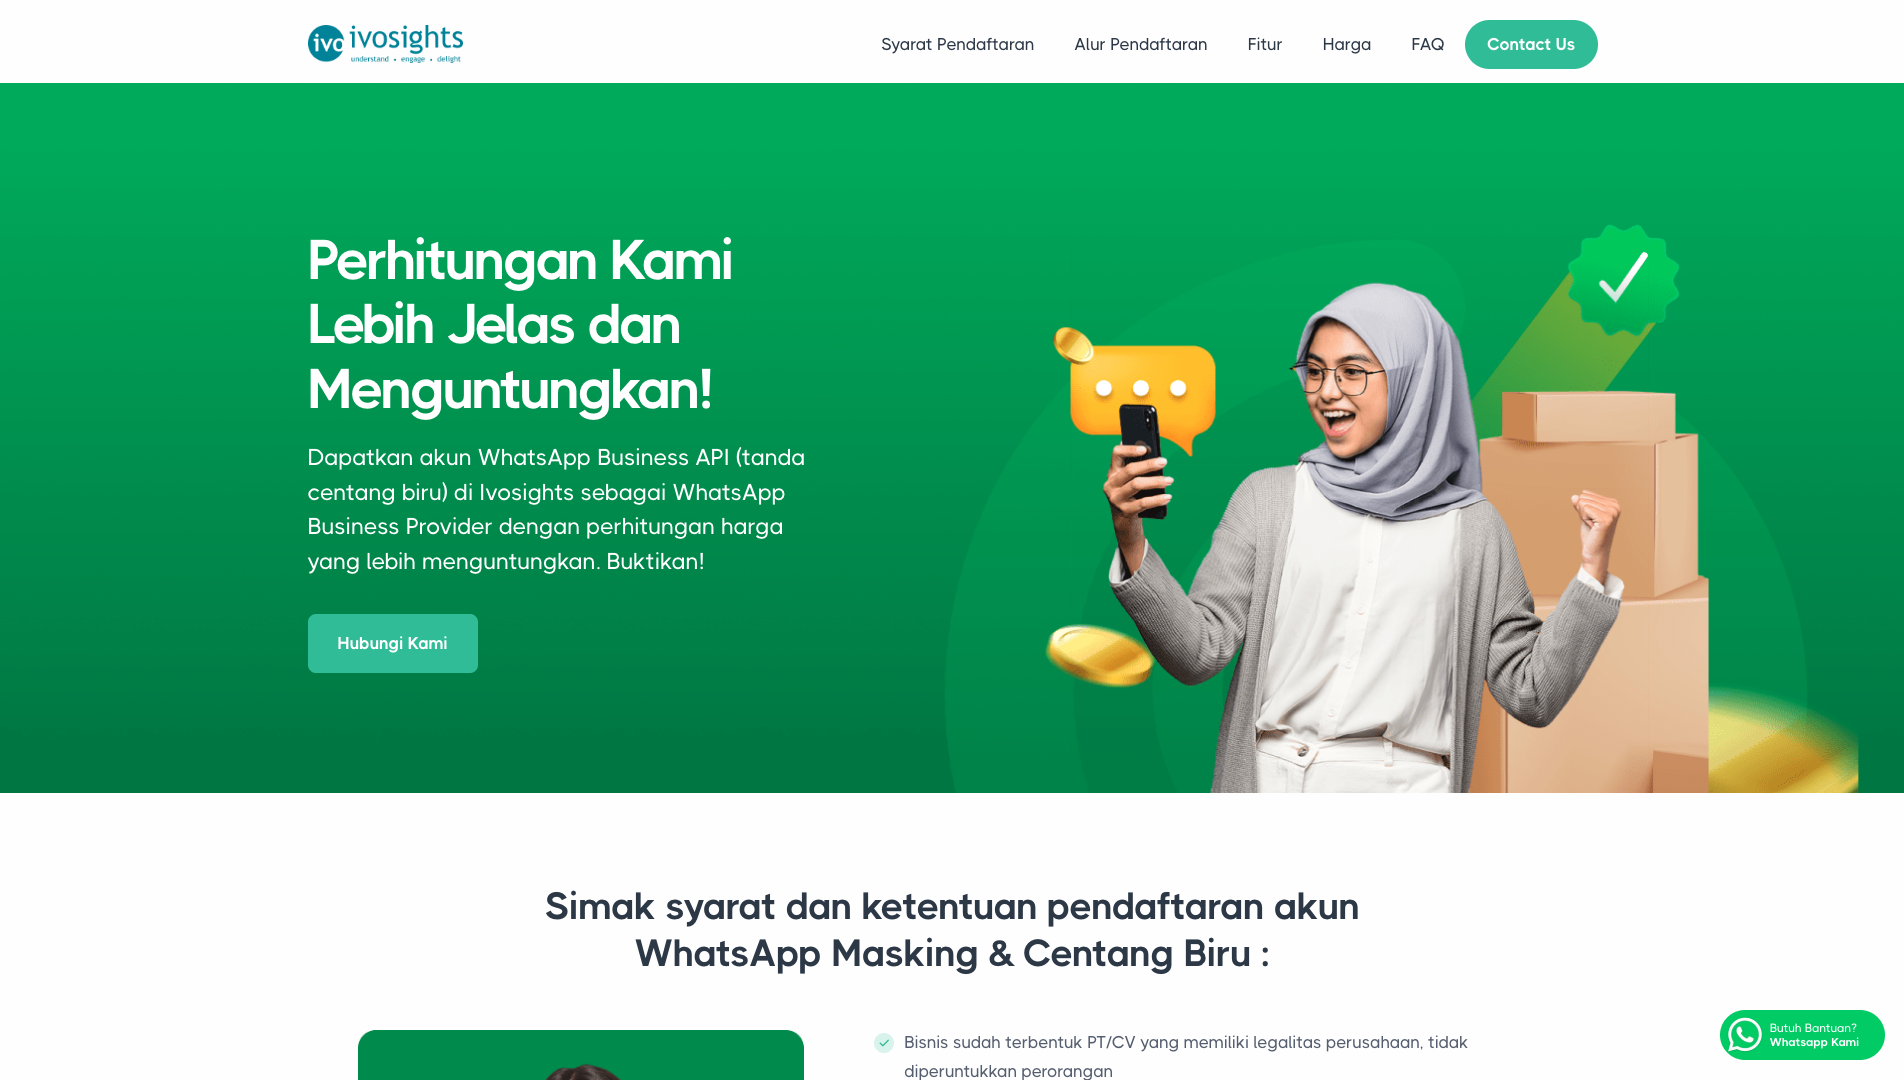 ivo ivosights
understand • engage • delight
Syarat Pendaftaran
Alur Pendaftaran
Fitur
Harga
FAQ
Contact Us
Perhitungan Kami
Lebih Jelas dan
Menguntungkan!
Dapatkan akun WhatsApp Business API (tanda
centang biru) di Ivosights sebagai WhatsApp
Business Provider dengan perhitungan harga
yang lebih menguntungkan. Buktikan!
Hubungi Kami
Simak syarat dan ketentuan pendaftaran akun
WhatsApp Masking & Centang Biru :
Bisnis sudah terbentuk PT/CV yang memiliki legalitas perusahaan, tidak
diperuntukkan perorangan
Butuh Bantuan?
Whatsapp Kami